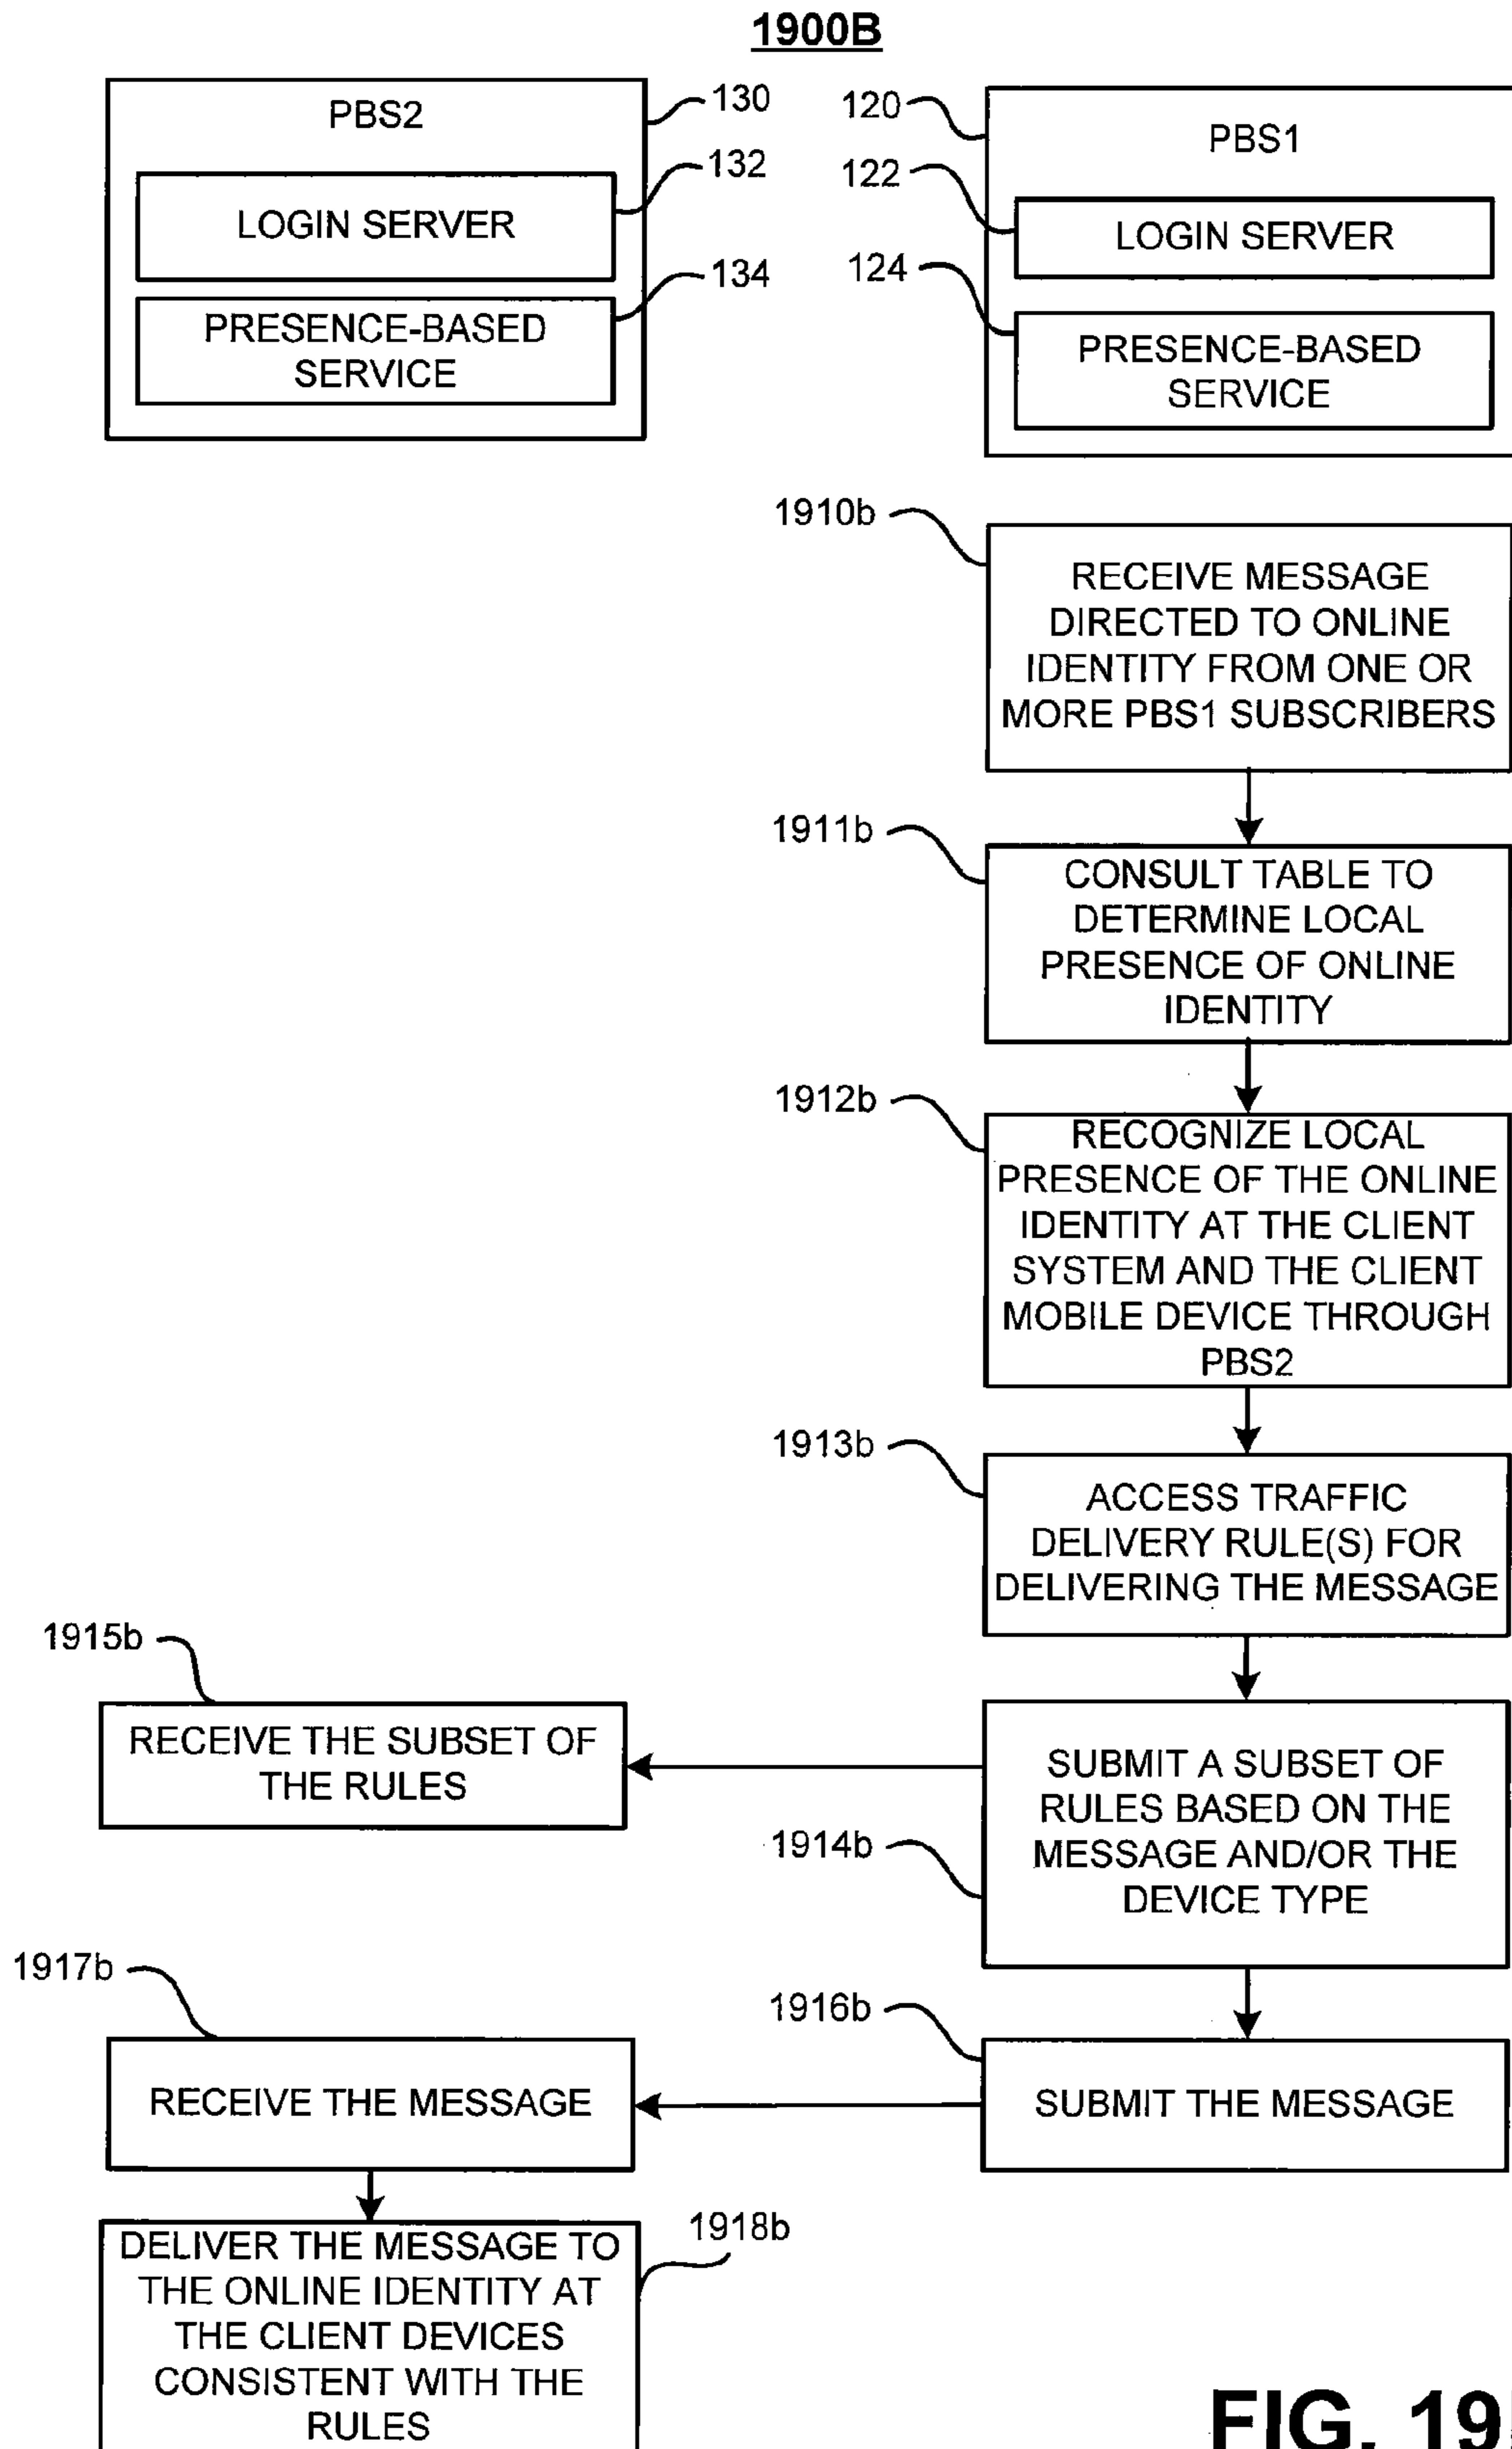 1900B
PBS2
130
LOGIN SERVER
132
PRESENCE-BASED
SERVICE
134
120
PBS1
122
LOGIN SERVER
124
PRESENCE-BASED
SERVICE
1910b
RECEIVE MESSAGE
DIRECTED TO ONLINE
IDENTITY FROM ONE OR
MORE PBS1 SUBSCRIBERS
1911b
CONSULT TABLE TO
DETERMINE LOCAL
PRESENCE OF ONLINE
IDENTITY
1912b
RECOGNIZE LOCAL
PRESENCE OF THE ONLINE
IDENTITY AT THE CLIENT
SYSTEM AND THE CLIENT
MOBILE DEVICE THROUGH
PBS2
1913b
ACCESS TRAFFIC
DELIVERY RULE(S) FOR
DELIVERING THE MESSAGE
1915b
RECEIVE THE SUBSET OF
THE RULES
1914b
SUBMIT A SUBSET OF
RULES BASED ON THE
MESSAGE AND/OR THE
DEVICE TYPE
1917b
RECEIVE THE MESSAGE
1916b
SUBMIT THE MESSAGE
1918b
DELIVER THE MESSAGE TO
THE ONLINE IDENTITY AT
THE CLIENT DEVICES
CONSISTENT WITH THE
RULES
FIG. 19